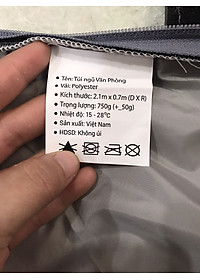 • Tên: Túi ngủ Văn Phòng
• Vải: Polyester
• Kích thước: 2.1m x 0.7m (D X R)
• Trọng lượng: 750g (+_50g)
• Nhiệt độ: 15 - 28°C
• Sản xuất: Việt Nam
• HDSD: Không ủi